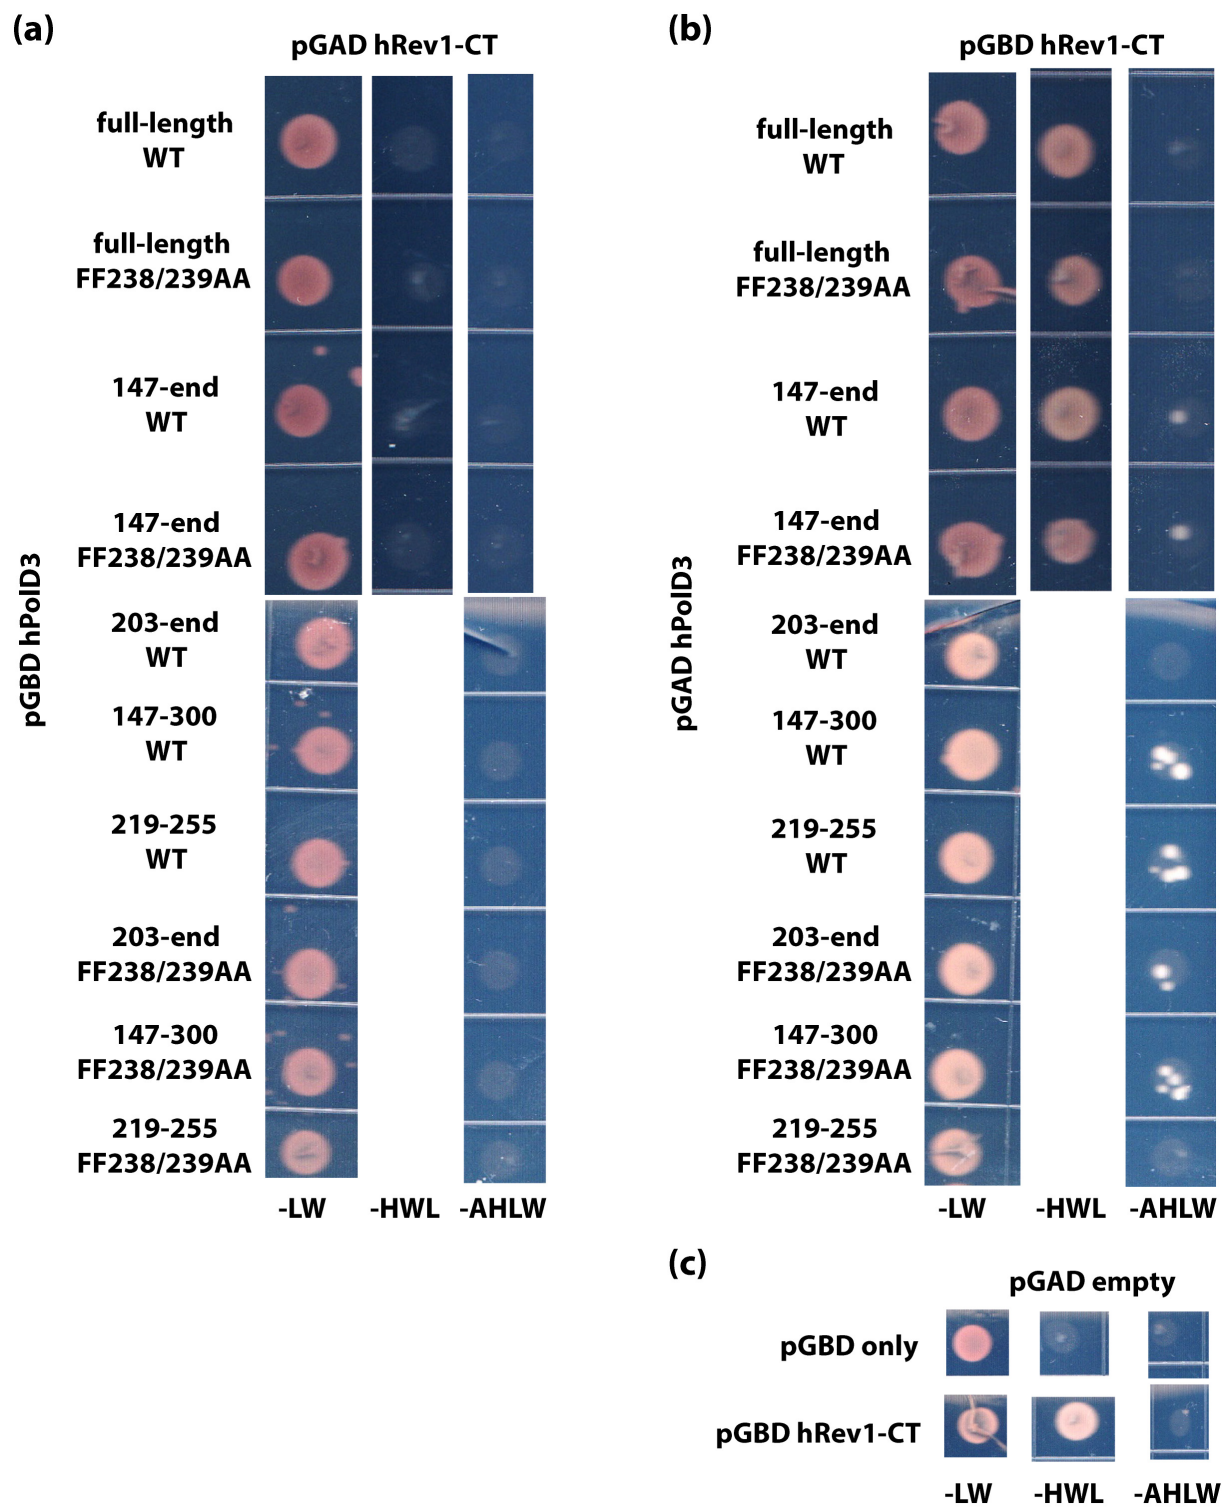 (a)
pGAD hRev1-CT
full-length
WT
full-length
FF238/239AA
147-end
WT
147-end
FF238/239AA
203-end
WT
147-300
WT
219-255
WT
203-end
FF238/239AA
147-300
FF238/239AA
219-255
FF238/239AA
pGBD hPolD3
-LW
-HWL
-AHLW
(b)
pGBD hRev1-CT
full-length
WT
full-length
FF238/239AA
147-end
WT
147-end
FF238/239AA
203-end
WT
147-300
WT
219-255
WT
203-end
FF238/239AA
147-300
FF238/239AA
219-255
FF238/239AA
pGAD hPolD3
-LW
-HWL
-AHLW
(c)
pGAD empty
pGBD only
pGBD hRev1-CT
-LW
-HWL
-AHLW